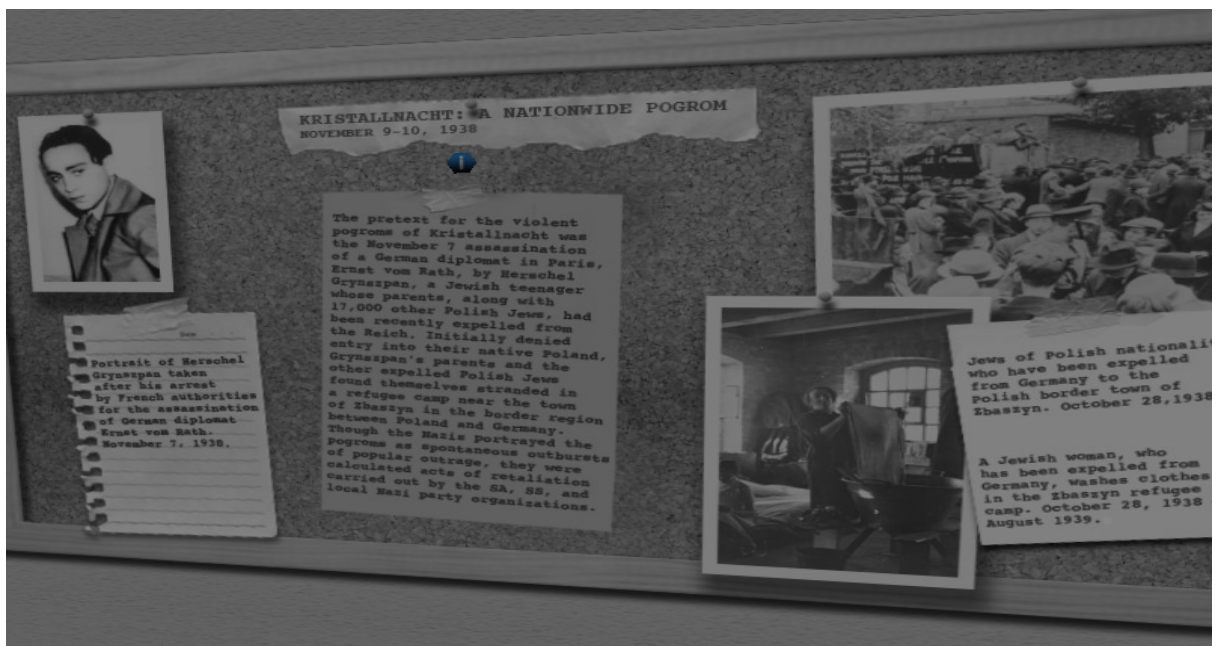 KRISTALLNACHT: A NATIONWIDE POGROM
NOVEMBER 9-10, 1938
The pretext for the violent
pogroms of Kristallnacht was
the November 7 assassination
of a German diplomat in Paris,
Ernst vom Rath, by Herschel
Grynszpan, a Jewish teenager
whose parents, along with
17,000 other Polish Jews, had
been recently expelled from
the Reich. Initially denied
entry into their native Poland,
Grynszpan's parents and the
other expelled Polish Jews
found themselves stranded in
a refugee camp near the town
of Zbaszyn in the border region
between Poland and Germany.
Though the Nazis portrayed the
pogroms as spontaneous outbursts
of popular outrage, they were
calculated acts of retaliation
carried out by the SA, SS, and
local Nazi party organizations.
Portrait of Herschel
Grynszpan taken
after his arrest
by French authorities
for the assassination
of German diplomat
Ernst vom Rath.
November 7, 1938.
Jews of Polish nationali
who have been expelled
from Germany to the
Polish border town of
Zbaszyn. October 28,1938
A Jewish woman, who
has been expelled from
Germany, washes clothes
in the Zbaszyn refugee
camp. October 28, 1938
August 1939.